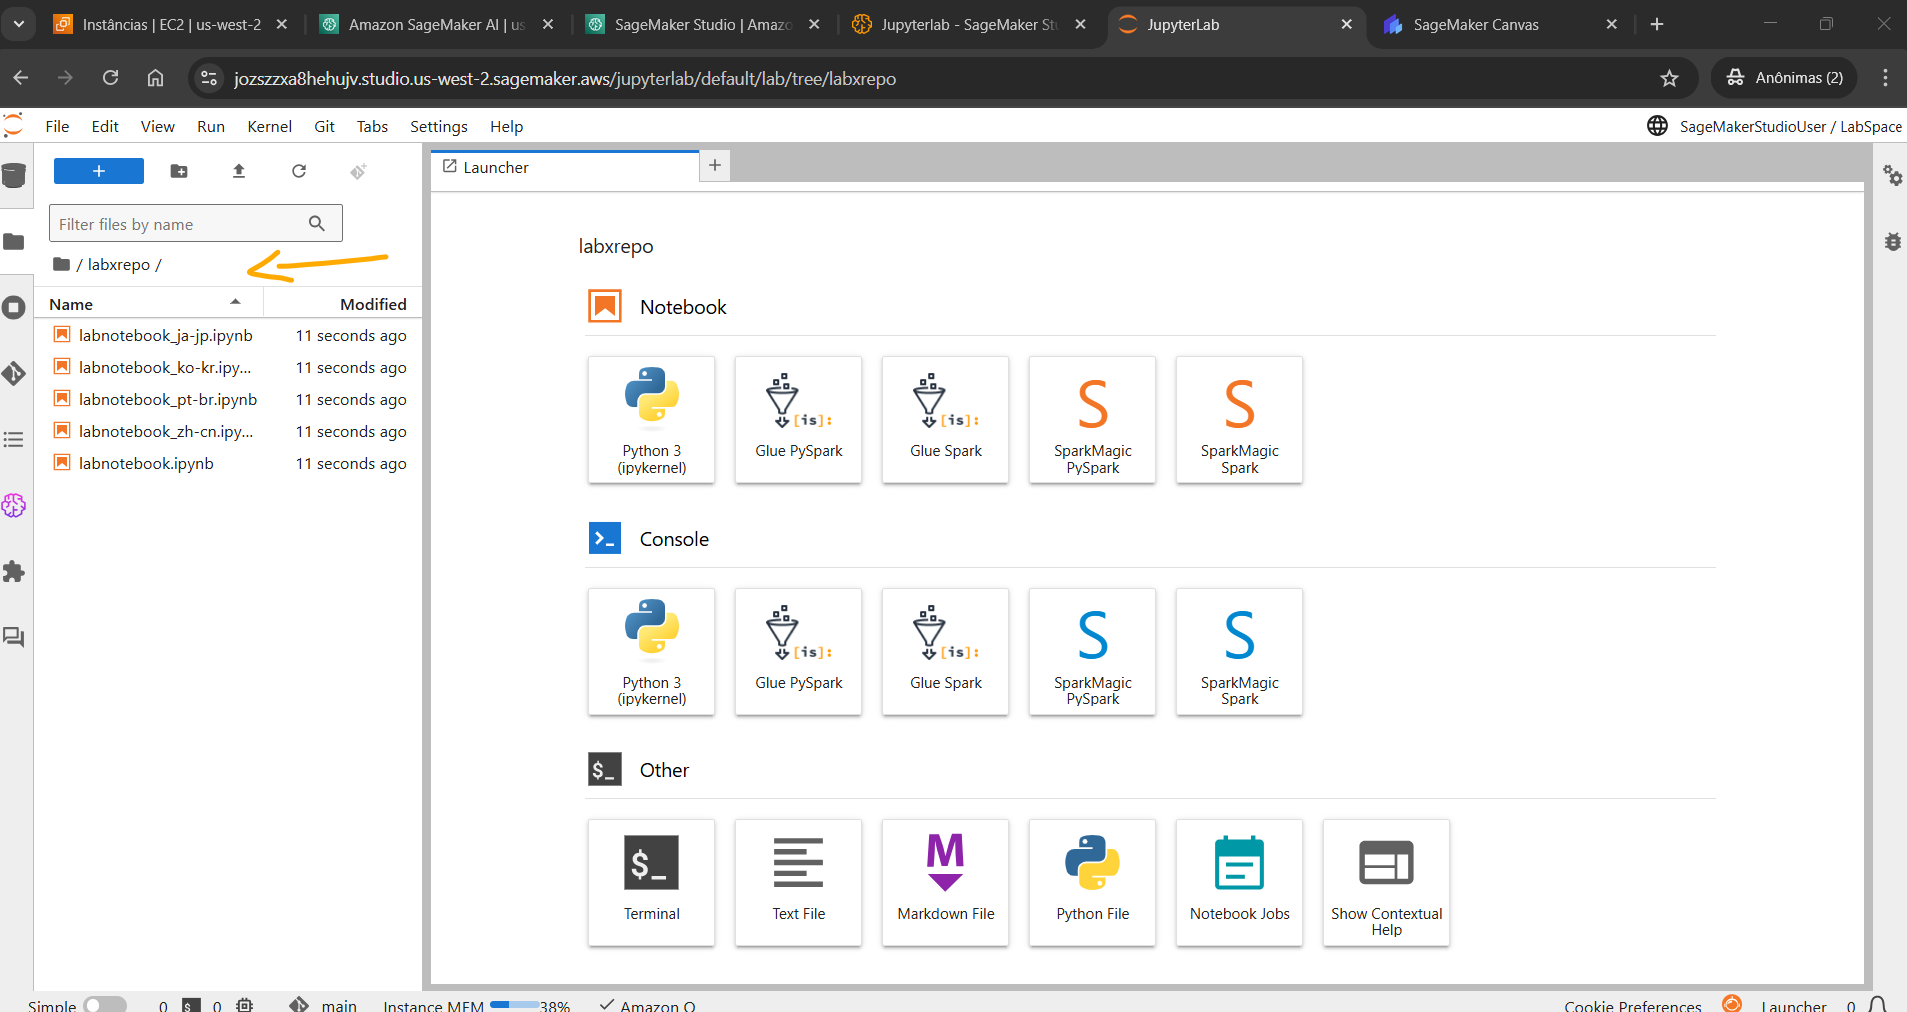 Instâncias | EC2 | us-west-2
Amazon SageMaker AI | us
SageMaker Studio | Amazo
Jupyterlab - SageMaker Stu
JupyterLab
SageMaker Canvas
jozszzxa8hehujv.studio.us-west-2.sagemaker.aws/jupyterlab/default/lab/tree/labxrepo
Anônimas (2)
File Edit View Run Kernel Git Tabs Settings Help
SageMakerStudioUser / LabSpace
Launcher
Filter files by name
/ labxrepo /
Name Modified
labnotebook_ja-jp.ipynb 11 seconds ago
labnotebook_ko-kr.ipy... 11 seconds ago
labnotebook_pt-br.ipynb 11 seconds ago
labnotebook_zh-cn.ipy... 11 seconds ago
labnotebook.ipynb 11 seconds ago
labxrepo
Notebook
Python 3
(ipykernel)
[is]:
Glue PySpark
[is]:
Glue Spark
S
SparkMagic
PySpark
S
SparkMagic
Spark
Console
Python 3
(ipykernel)
[is]:
Glue PySpark
[is]:
Glue Spark
S
SparkMagic
PySpark
S
SparkMagic
Spark
$_ Other
$_
Terminal
Text File
M
Markdown File
Python File
Notebook Jobs
Show Contextual
Help
Simple 0 $_ 0 main Instance MEM 38% Amazon Q
Cookie Preferences Launcher 0